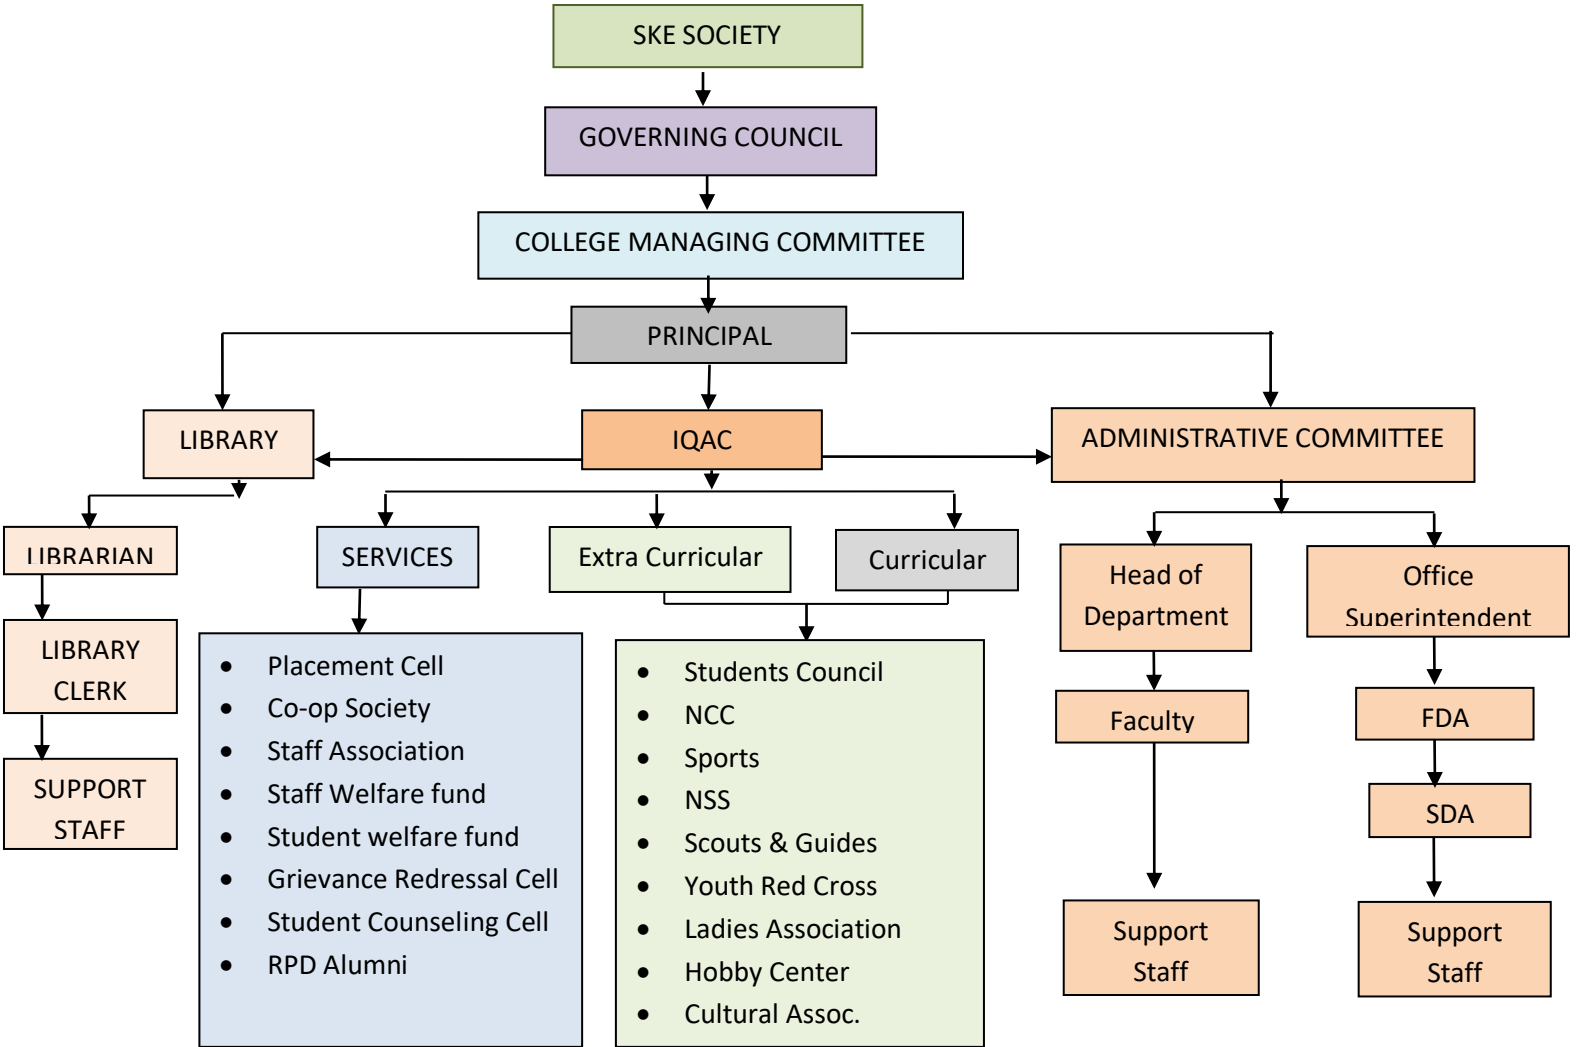 SKE SOCIETY
GOVERNING COUNCIL
COLLEGE MANAGING COMMITTEE
PRINCIPAL
LIBRARY
IQAC
ADMINISTRATIVE COMMITTEE
LIBRARIAN
SERVICES
Extra Curricular
Curricular
Head of
Department
Office
Superintendent
LIBRARY
CLERK
SUPPORT
STAFF
• Placement Cell
• Co-op Society
• Staff Association
• Staff Welfare fund
• Student welfare fund
• Grievance Redressal Cell
• Student Counseling Cell
• RPD Alumni
• Students Council
• NCC
• Sports
• NSS
• Scouts & Guides
• Youth Red Cross
• Ladies Association
• Hobby Center
• Cultural Assoc.
Faculty
Support
Staff
FDA
SDA
Support
Staff